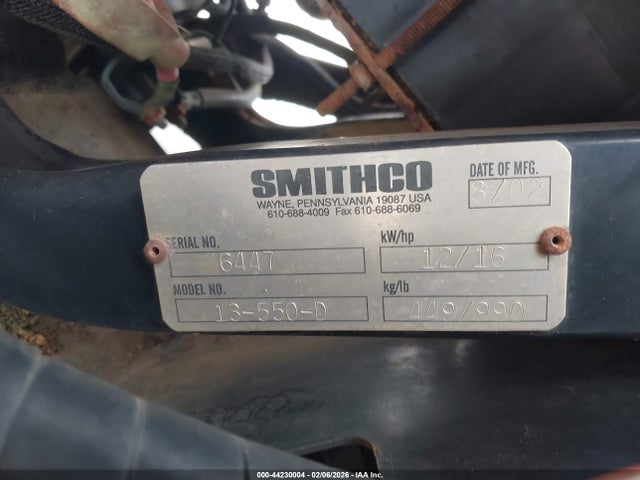 SMITHCO
WAYNE, PENNSYLVANIA 19087 USA
610-688-4009 Fax 610-688-6069
DATE OF MFG.
8/02
SERIAL NO.
6447
kW/hp
12/16
MODEL NO.
13-550-D
kg/lb
449/990
000-44230004 - 02/06/2026 - Copyright © 2026 IAA Inc.